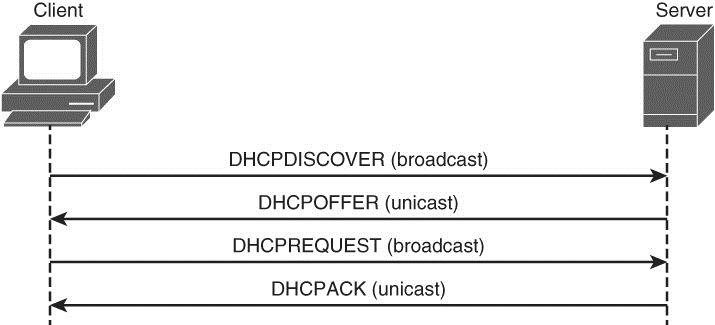 Client
Server
DHCPDISCOVER (broadcast)
DHCPOFFER (unicast)
DHCPREQUEST (broadcast)
DHCPACK (unicast)